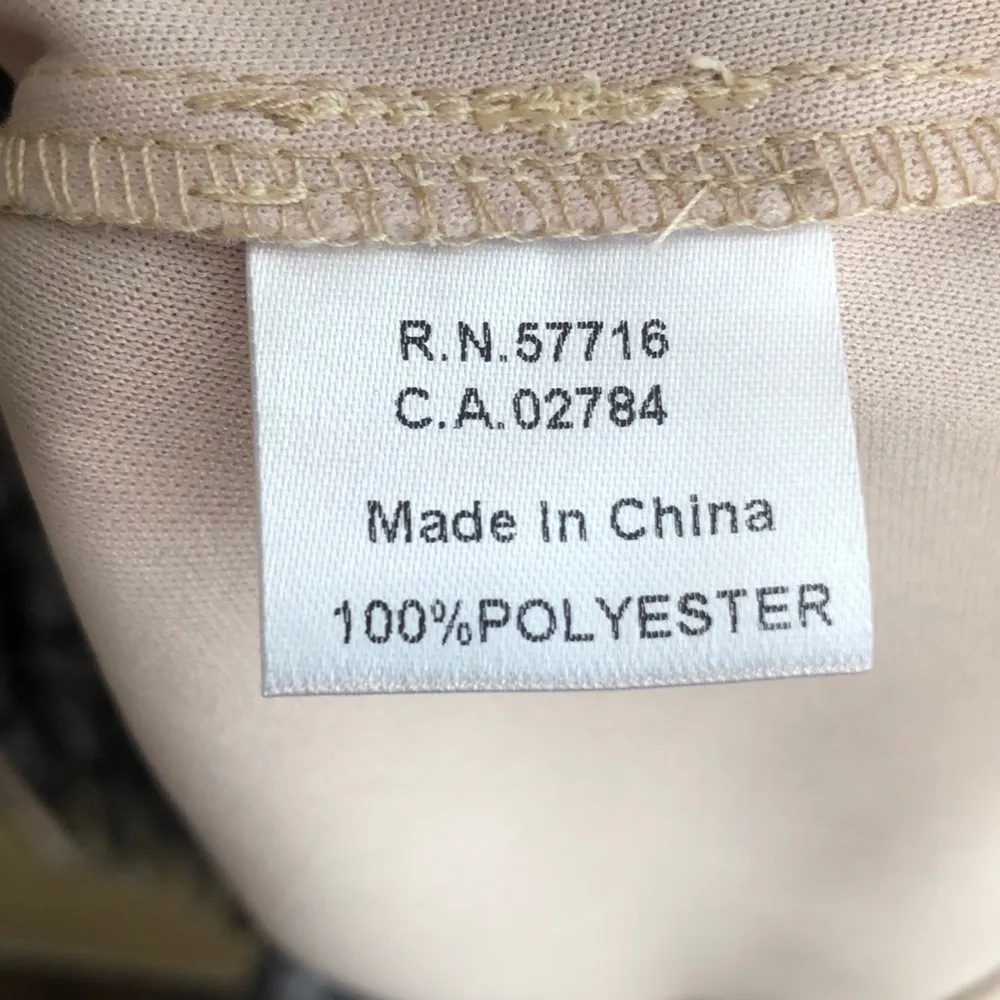 R.N.57716
C.A.02784
Made In China
100%POLYESTER